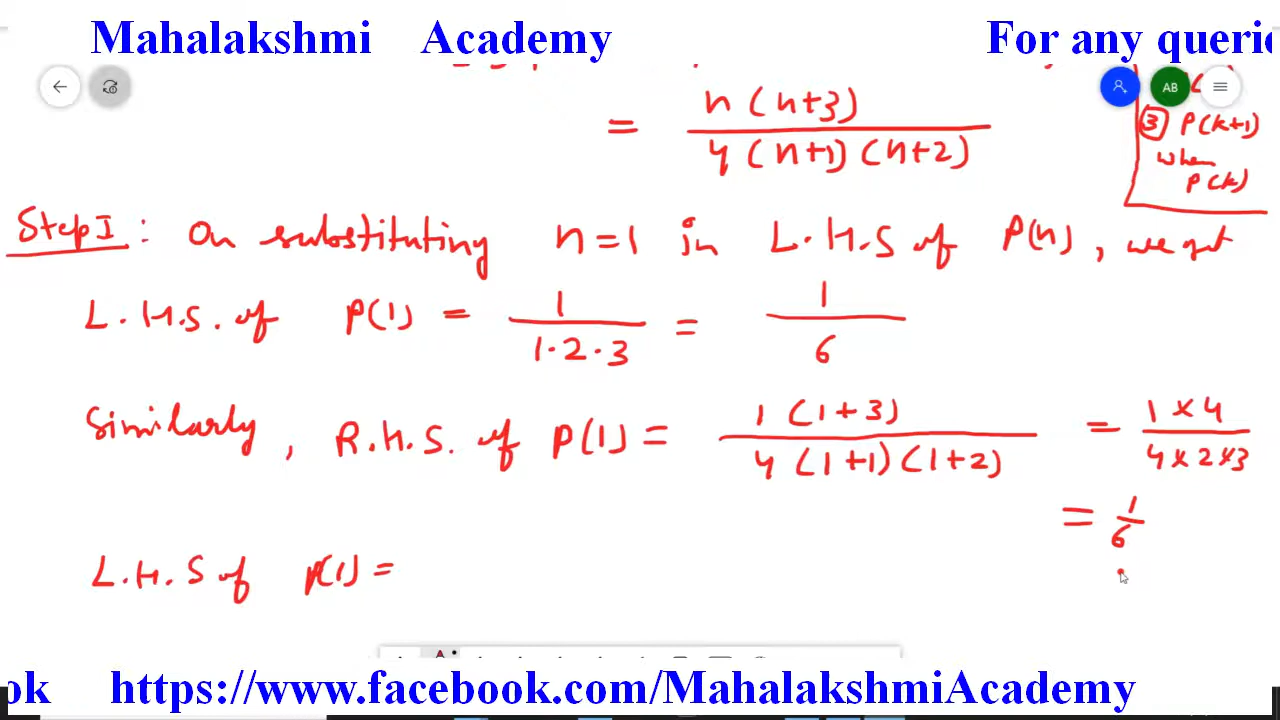 Mahalakshmi Academy For any querie
AB
= n(n+3) / 4(n+1)(n+2)
③ P(k+1)
when
P(k)
Step I : On substituting n=1 in L.H.S of P(n), we get
L.H.S. of P(1) = 1 / 1·2·3 = 1/6
Similarly, R.H.S. of P(1) = 1(1+3) / 4(1+1)(1+2) = 1×4 / 4×2×3
= 1/6
L.H.S of P(1) =
ok https://www.facebook.com/MahalakshmiAcademy